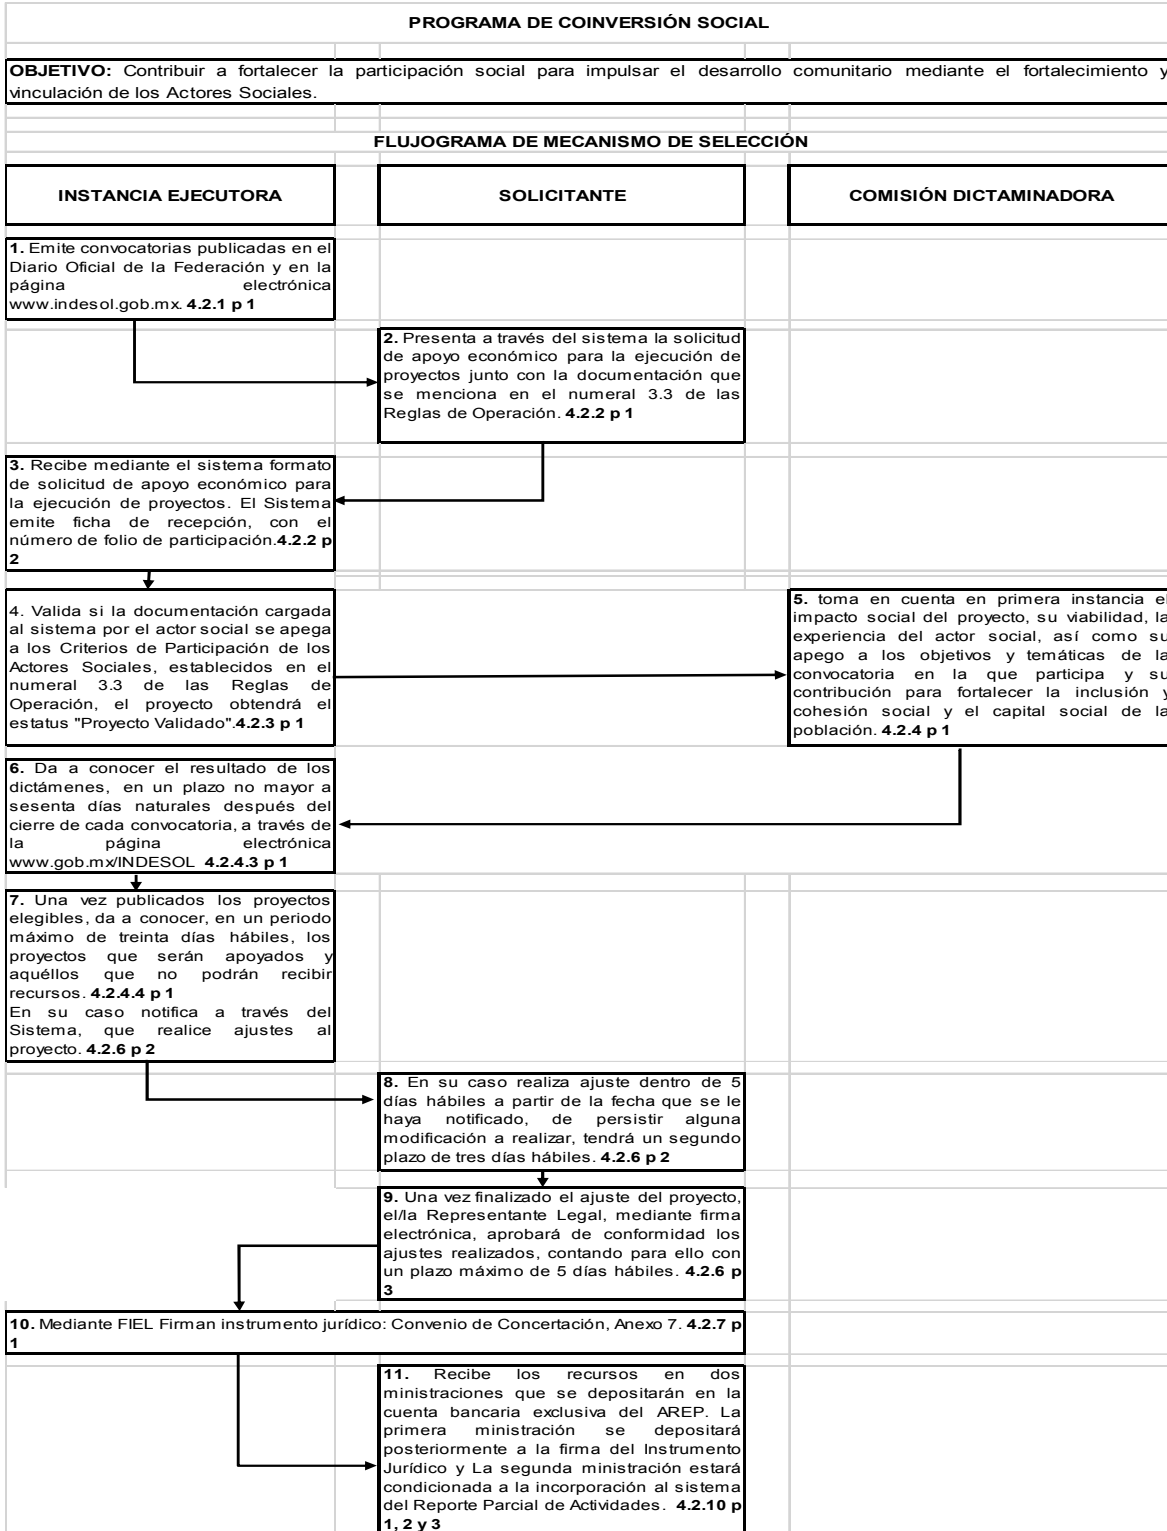 PROGRAMA DE COINVERSIÓN SOCIAL
OBJETIVO: Contribuir a fortalecer la participación social para impulsar el desarrollo comunitario mediante el fortalecimiento y
vinculación de los Actores Sociales.
FLUJOGRAMA DE MECANISMO DE SELECCIÓN
INSTANCIA EJECUTORA
SOLICITANTE
COMISIÓN DICTAMINADORA
1. Emite convocatorias publicadas en el
Diario Oficial de la Federación y en la
página electrónica
www.indesol.gob.mx. 4.2.1 p 1
2. Presenta a través del sistema la solicitud
de apoyo económico para la ejecución de
proyectos junto con la documentación que
se menciona en el numeral 3.3 de las
Reglas de Operación. 4.2.2 p 1
3. Recibe mediante el sistema formato
de solicitud de apoyo económico para
la ejecución de proyectos. El Sistema
emite ficha de recepción, con el
número de folio de participación.4.2.2 p
2
4. Valida si la documentación cargada
al sistema por el actor social se apega
a los Criterios de Participación de los
Actores Sociales, establecidos en el
numeral 3.3 de las Reglas de
Operación, el proyecto obtendrá el
estatus "Proyecto Validado".4.2.3 p 1
5. toma en cuenta en primera instancia el
impacto social del proyecto, su viabilidad, la
experiencia del actor social, así como su
apego a los objetivos y temáticas de la
convocatoria en la que participa y su
contribución para fortalecer la inclusión y
cohesión social y el capital social de la
población. 4.2.4 p 1
6. Da a conocer el resultado de los
dictámenes, en un plazo no mayor a
sesenta días naturales después del
cierre de cada convocatoria, a través de
la página electrónica
www.gob.mx/INDESOL 4.2.4.3 p 1
7. Una vez publicados los proyectos
elegibles, da a conocer, en un periodo
máximo de treinta días hábiles, los
proyectos que serán apoyados y
aquéllos que no podrán recibir
recursos. 4.2.4.4 p 1
En su caso notifica a través del
Sistema, que realice ajustes al
proyecto. 4.2.6 p 2
8. En su caso realiza ajuste dentro de 5
días hábiles a partir de la fecha que se le
haya notificado, de persistir alguna
modificación a realizar, tendrá un segundo
plazo de tres días hábiles. 4.2.6 p 2
9. Una vez finalizado el ajuste del proyecto,
el/la Representante Legal, mediante firma
electrónica, aprobará de conformidad los
ajustes realizados, contando para ello con
un plazo máximo de 5 días hábiles. 4.2.6 p
3
10. Mediante FIEL Firman instrumento jurídico: Convenio de Concertación, Anexo 7. 4.2.7 p
1
11. Recibe los recursos en dos
ministraciones que se depositarán en la
cuenta bancaria exclusiva del AREP. La
primera ministración se depositará
posteriormente a la firma del Instrumento
Jurídico y La segunda ministración estará
condicionada a la incorporación al sistema
del Reporte Parcial de Actividades. 4.2.10 p
1, 2 y 3